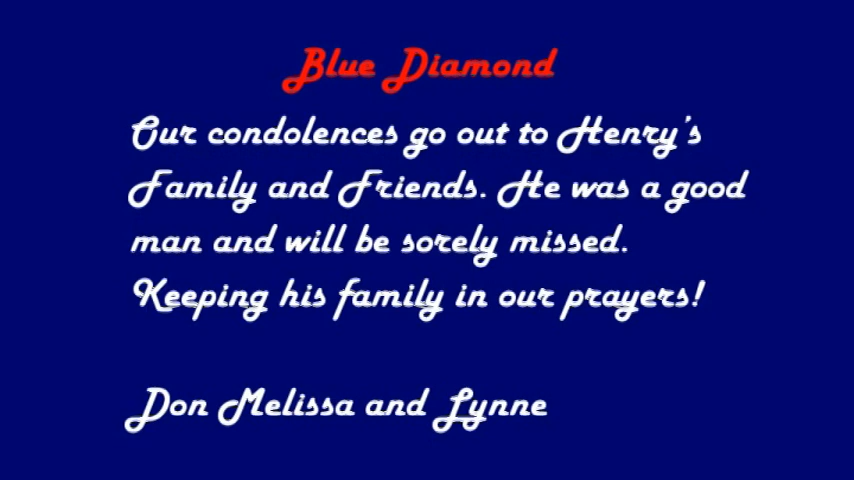 Blue Diamond
Our condolences go out to Henry's
Family and Friends. He was a good
man and will be sorely missed.
Keeping his family in our prayers!
Don Melissa and Lynne